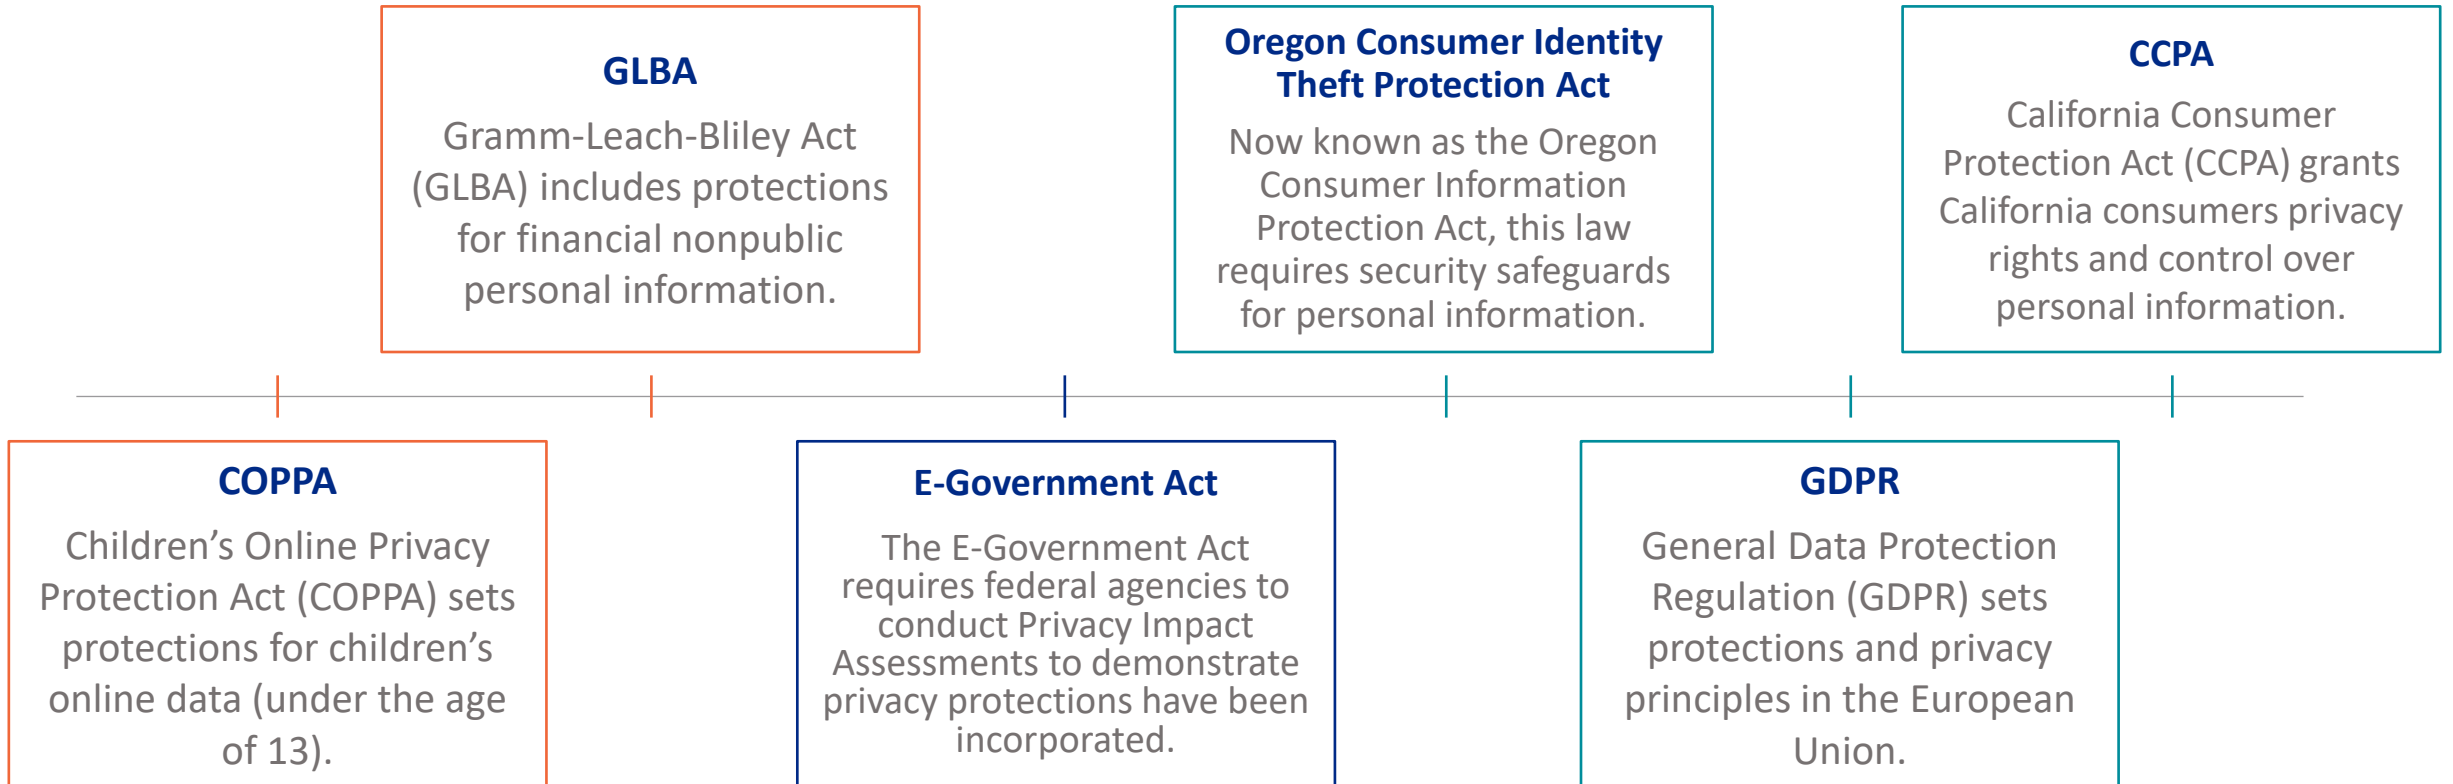 GLBA
Gramm-Leach-Bliley Act
(GLBA) includes protections
for financial nonpublic
personal information.
Oregon Consumer Identity
Theft Protection Act
Now known as the Oregon
Consumer Information
Protection Act, this law
requires security safeguards
for personal information.
CCPA
California Consumer
Protection Act (CCPA) grants
California consumers privacy
rights and control over
personal information.
COPPA
Children’s Online Privacy
Protection Act (COPPA) sets
protections for children’s
online data (under the age
of 13).
E-Government Act
The E-Government Act
requires federal agencies to
conduct Privacy Impact
Assessments to demonstrate
privacy protections have been
incorporated.
GDPR
General Data Protection
Regulation (GDPR) sets
protections and privacy
principles in the European
Union.